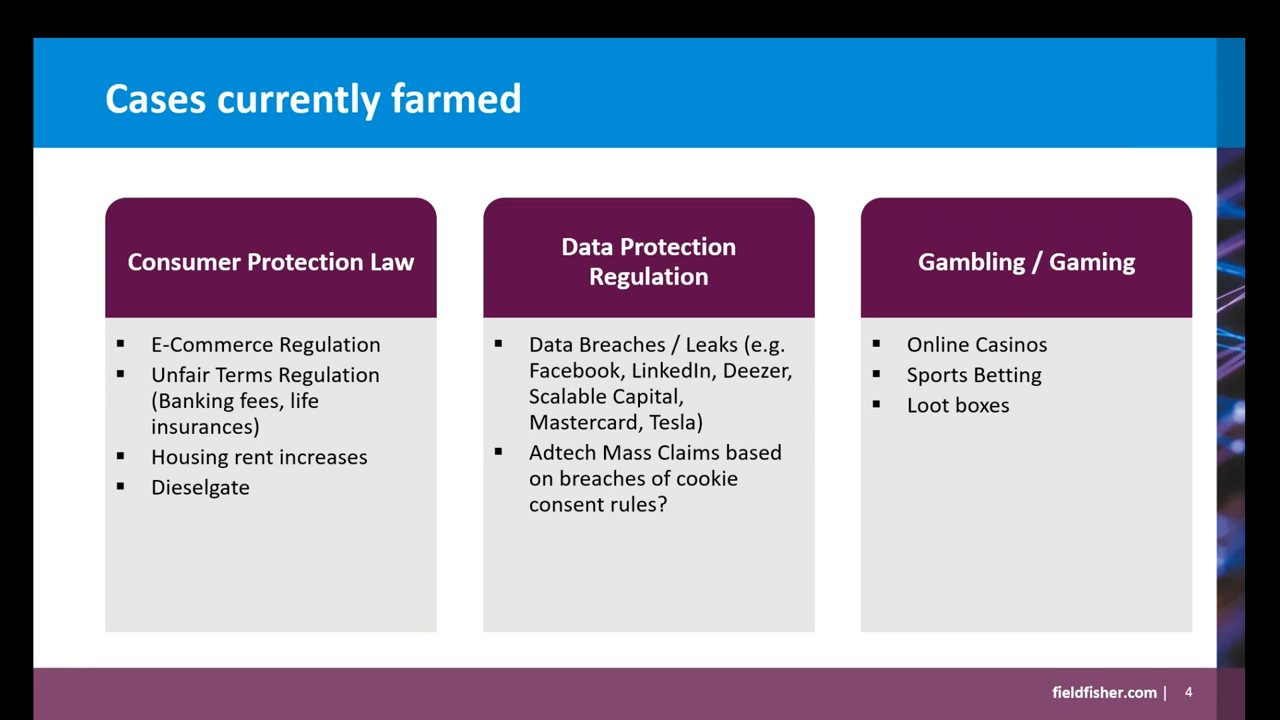 Cases currently farmed
Consumer Protection Law
▪ E-Commerce Regulation
▪ Unfair Terms Regulation
(Banking fees, life
insurances)
▪ Housing rent increases
▪ Dieselgate
Data Protection
Regulation
▪ Data Breaches / Leaks (e.g.
Facebook, LinkedIn, Deezer,
Scalable Capital,
Mastercard, Tesla)
▪ Adtech Mass Claims based
on breaches of cookie
consent rules?
Gambling / Gaming
▪ Online Casinos
▪ Sports Betting
▪ Loot boxes
fieldfisher.com | 4